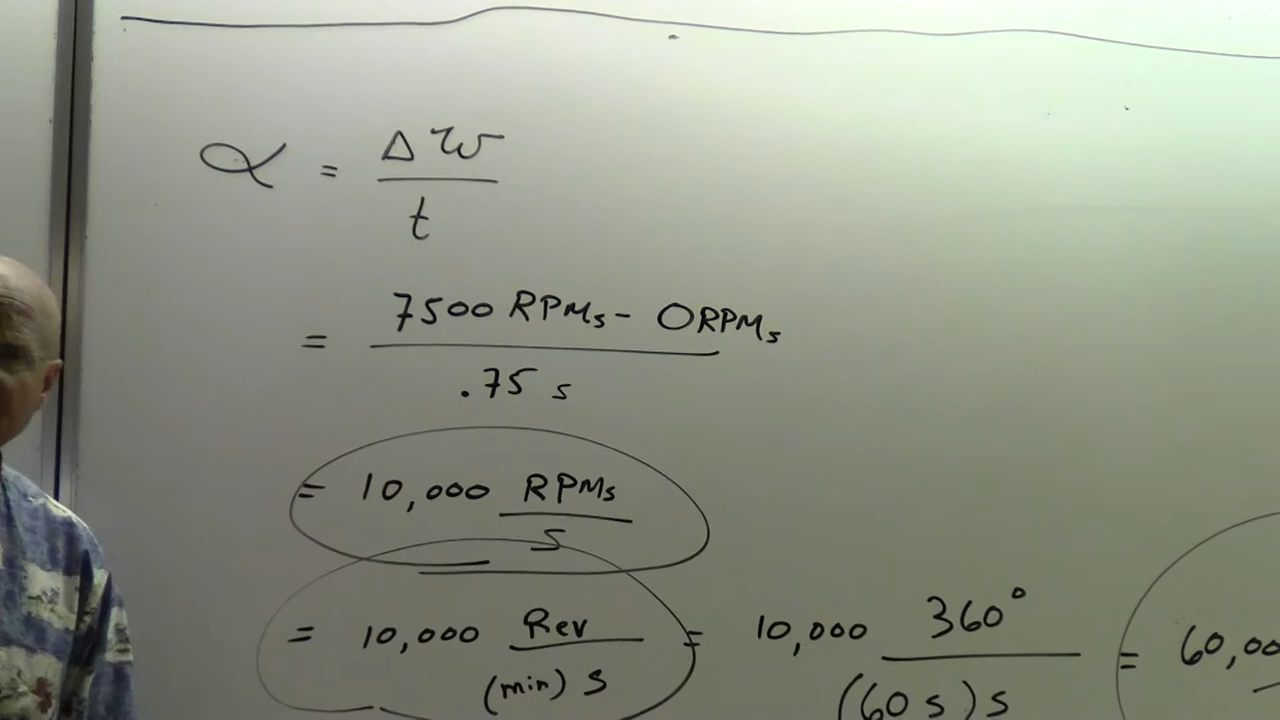 α = Δω / t
= 7500 RPMs - 0 RPMs / .75 s
= 10,000 RPMs / s
= 10,000 Rev / (min) s = 10,000 360° / (60 s) s = 60,00